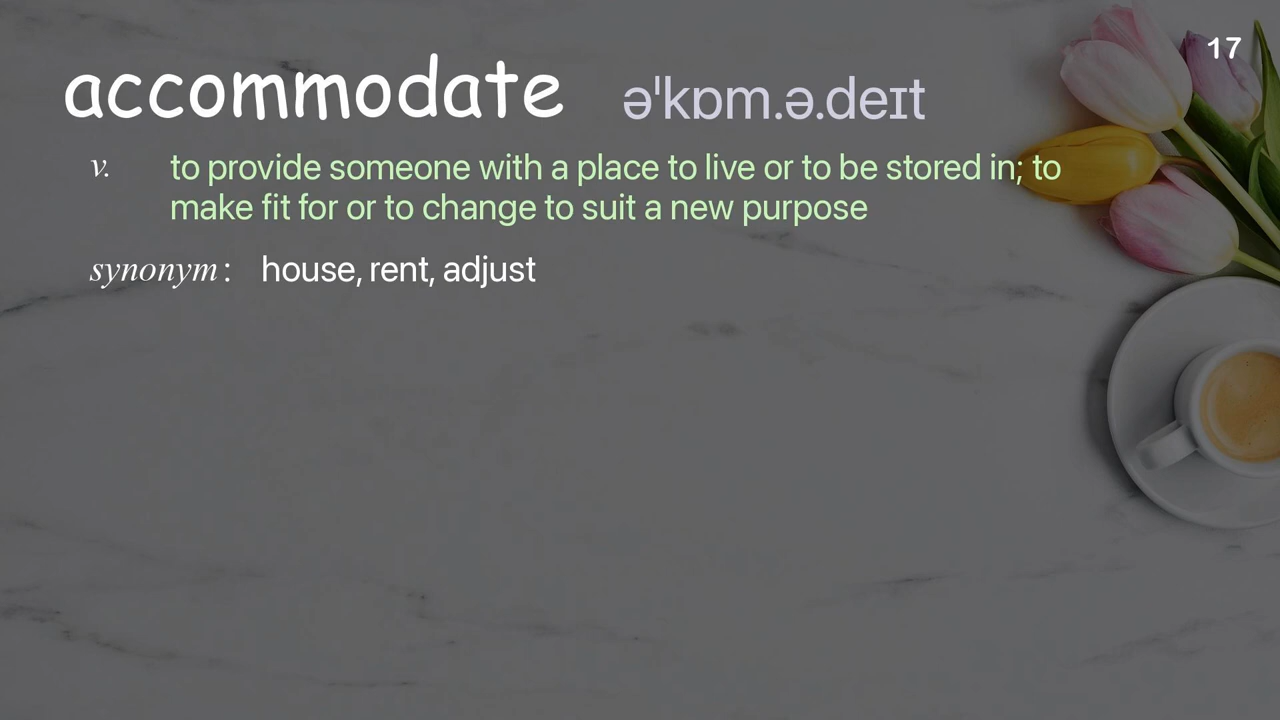 17
accommodate əˈkɒm.ə.deɪt
v. to provide someone with a place to live or to be stored in; to
make fit for or to change to suit a new purpose
synonym : house, rent, adjust